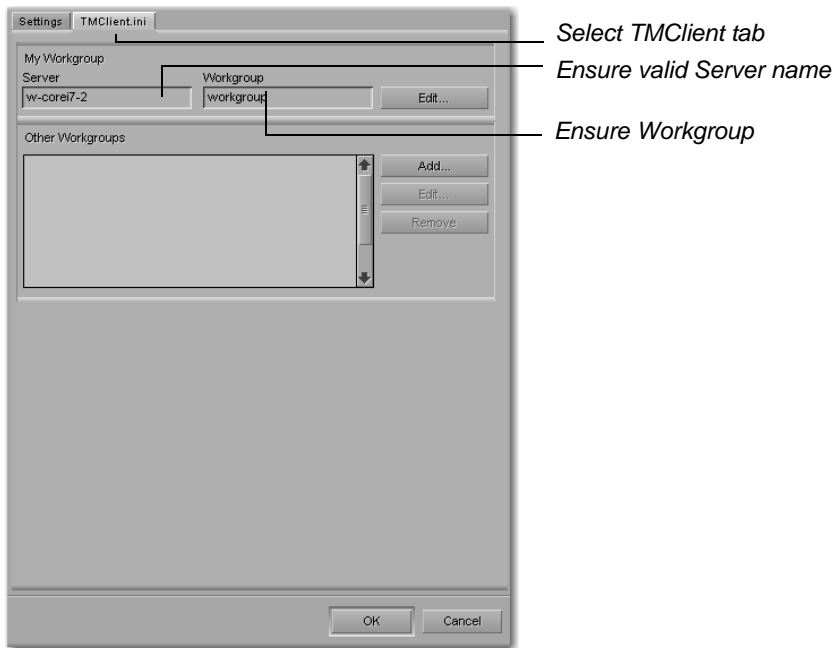 Settings TMClient.ini
Select TMClient tab
My Workgroup
Server Workgroup
Ensure valid Server name
w-corei7-2 workgroup Edit...
Ensure Workgroup
Other Workgroups
Add...
Edit...
Remove
OK Cancel